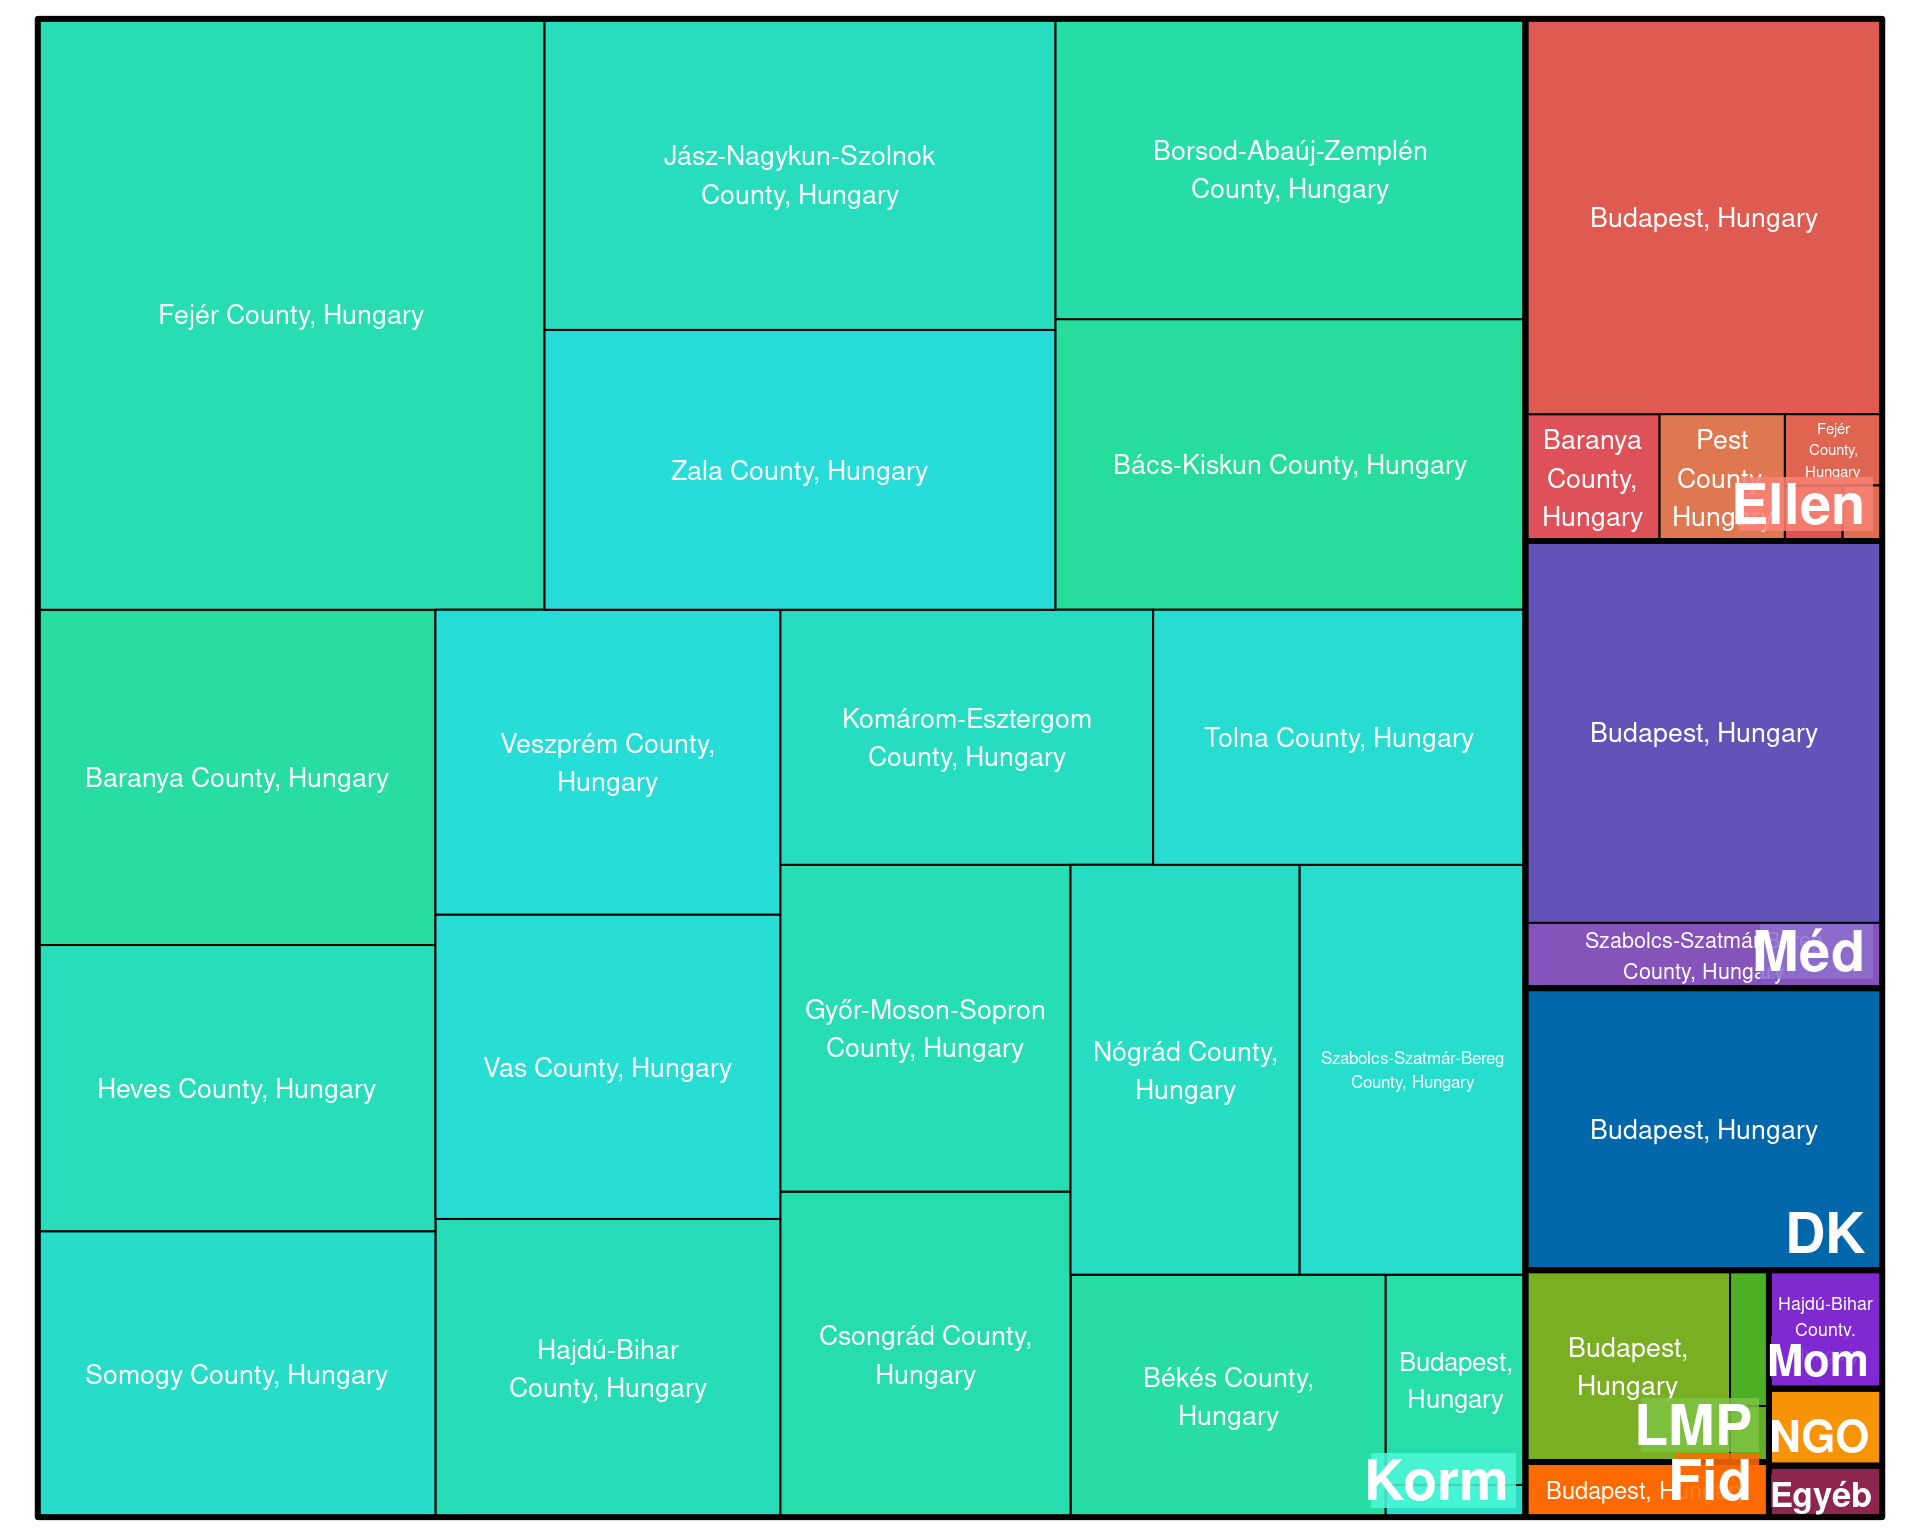 Fejér County, Hungary
Jász-Nagykun-Szolnok
County, Hungary
Zala County, Hungary
Borsod-Abaúj-Zemplén
County, Hungary
Bács-Kiskun County, Hungary
Baranya County, Hungary
Heves County, Hungary
Somogy County, Hungary
Veszprém County,
Hungary
Vas County, Hungary
Hajdú-Bihar
County, Hungary
Komárom-Esztergom
County, Hungary
Tolna County, Hungary
Győr-Moson-Sopron
County, Hungary
Csongrád County,
Hungary
Nógrád County,
Hungary
Szabolcs-Szatmár-Bereg
County, Hungary
Békés County,
Hungary
Budapest,
Hungary
Korm
Budapest, Hungary
Baranya
County,
Hungary
Pest
County,
Hungary
Fejér
County,
Hungary
Ellen
Budapest, Hungary
Szabolcs-Szatmár-Bereg
County, Hungary
Méd
Budapest, Hungary
DK
Budapest,
Hungary
LMP
Budapest, Hungary
Fid
Hajdú-Bihar
County,
Mom
NGO
Egyéb